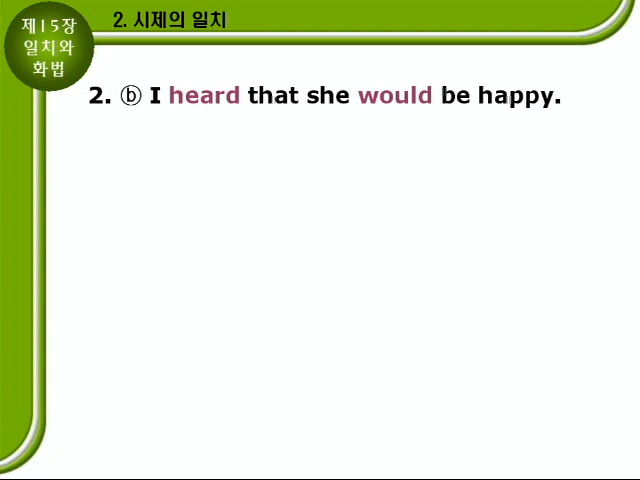 제15장
일치와
화법
2. 시제의 일치
2. ⓑ I heard that she would be happy.